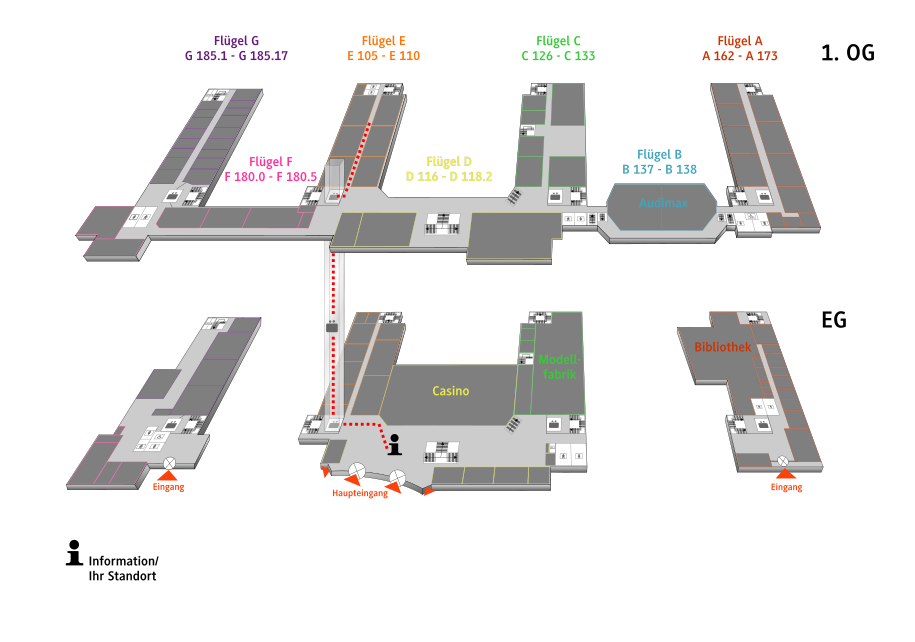 Flügel G
G 185.1 - G 185.17
Flügel E
E 105 - E 110
Flügel C
C 126 - C 133
Flügel A
A 162 - A 173
1. OG
Flügel F
F 180.0 - F 180.5
Flügel D
D 116 - D 118.2
Flügel B
B 137 - B 138
Audimax
EG
Bibliothek
Modell-
fabrik
Casino
Eingang
Haupteingang
Eingang
Information/
Ihr Standort